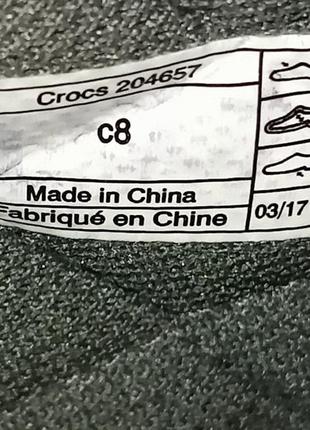 Crocs 204657
c8
Made in China
Fabriqué en Chine
03/17